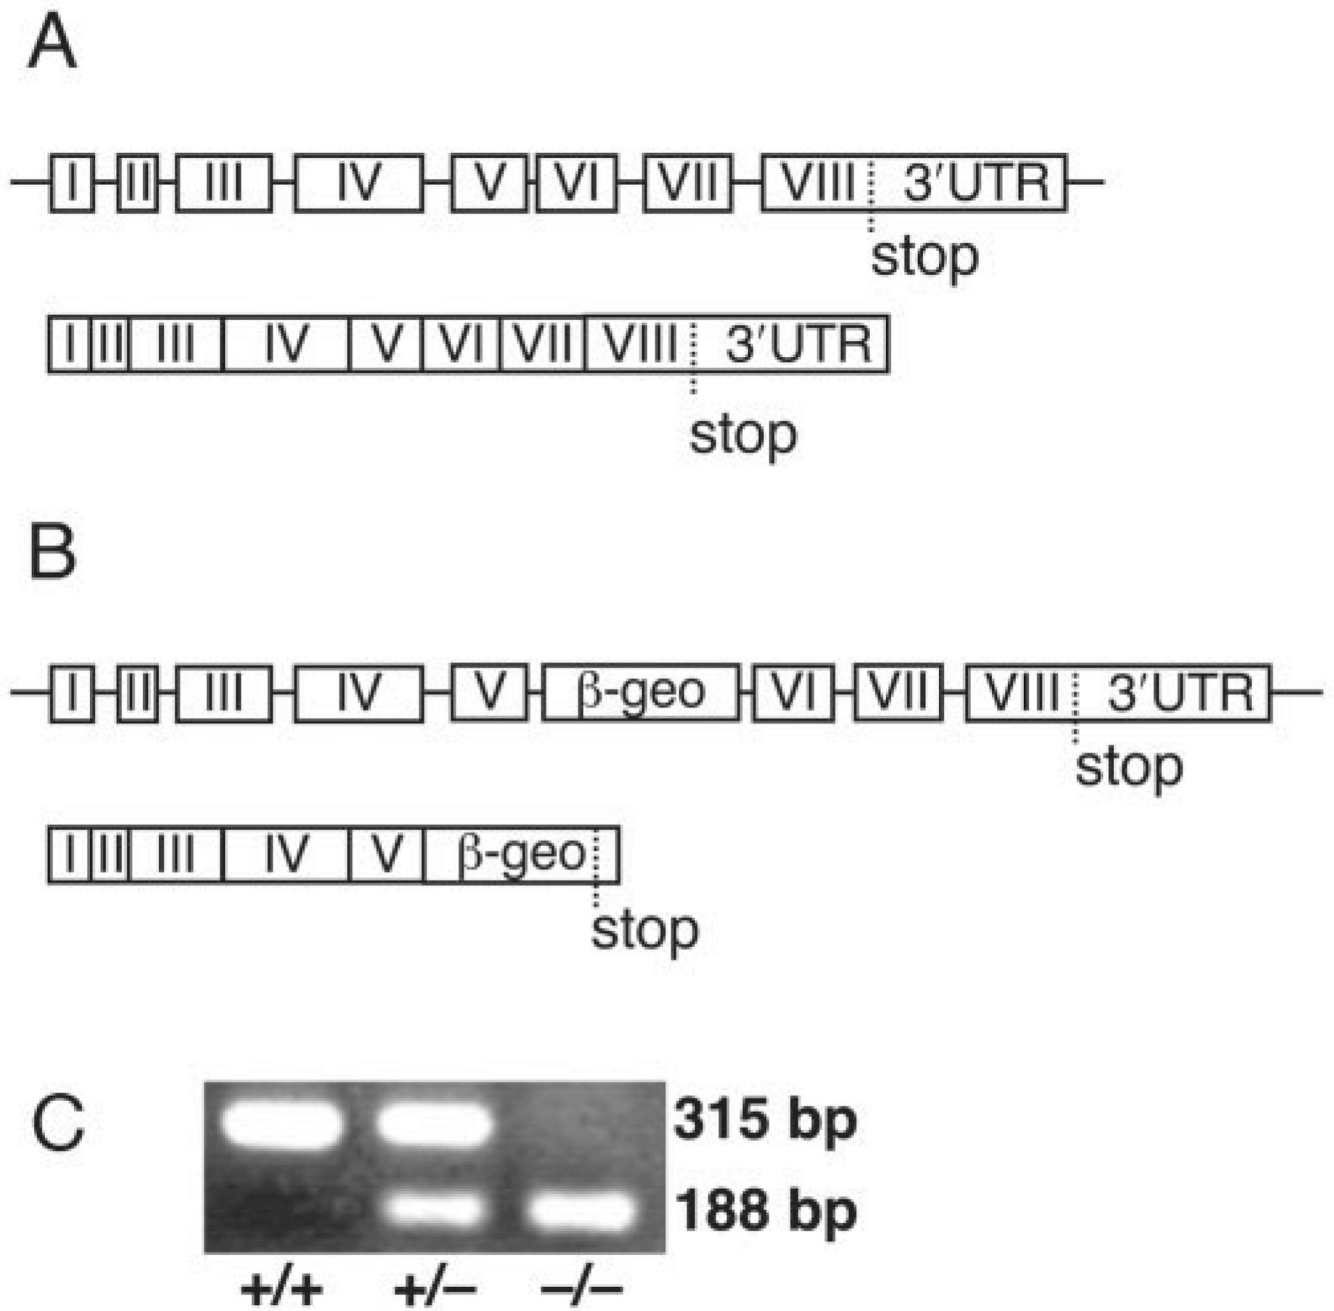 A
I II III IV V VI VII VIII 3′UTR
stop
I II III IV V VI VII VIII 3′UTR
stop
B
I II III IV V β-geo VI VII VIII 3′UTR
stop
I II III IV V β-geo
stop
C
315 bp
188 bp
+/+ +/− −/−